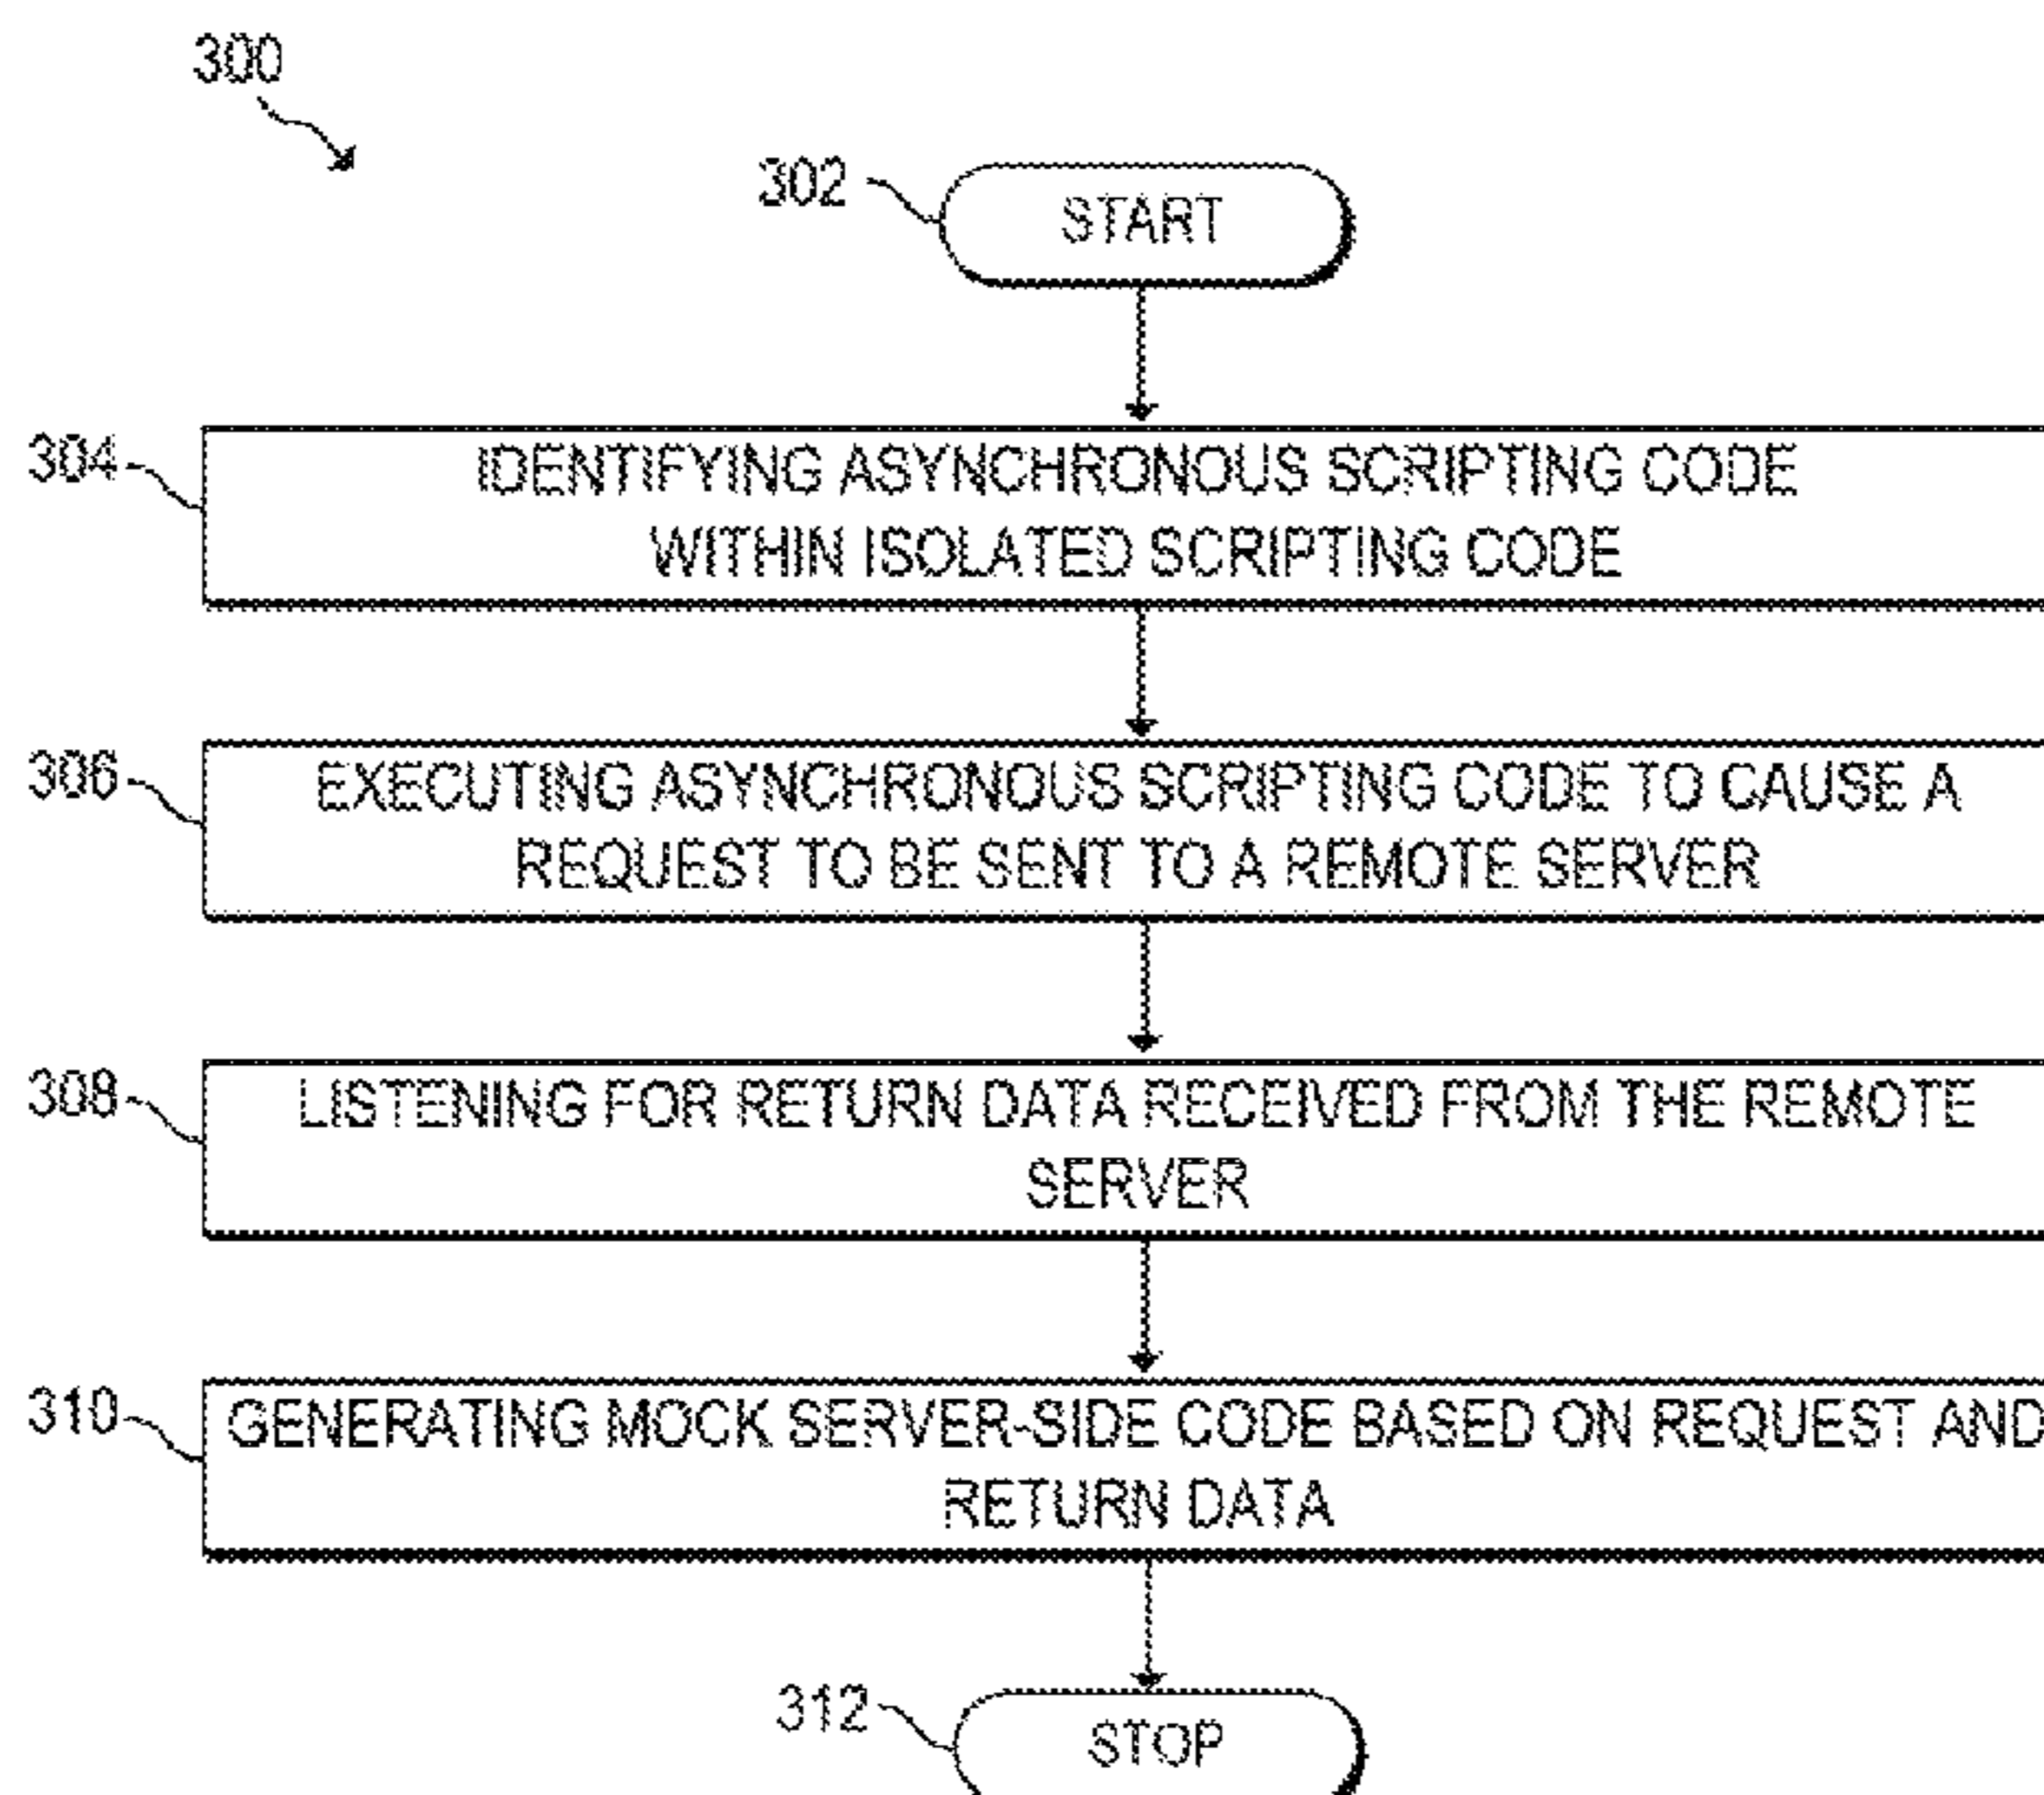 300
302
START
304
IDENTIFYING ASYNCHRONOUS SCRIPTING CODE
WITHIN ISOLATED SCRIPTING CODE
306
EXECUTING ASYNCHRONOUS SCRIPTING CODE TO CAUSE A
REQUEST TO BE SENT TO A REMOTE SERVER
308
LISTENING FOR RETURN DATA RECEIVED FROM THE REMOTE
SERVER
310
GENERATING MOCK SERVER-SIDE CODE BASED ON REQUEST AND
RETURN DATA
312
STOP